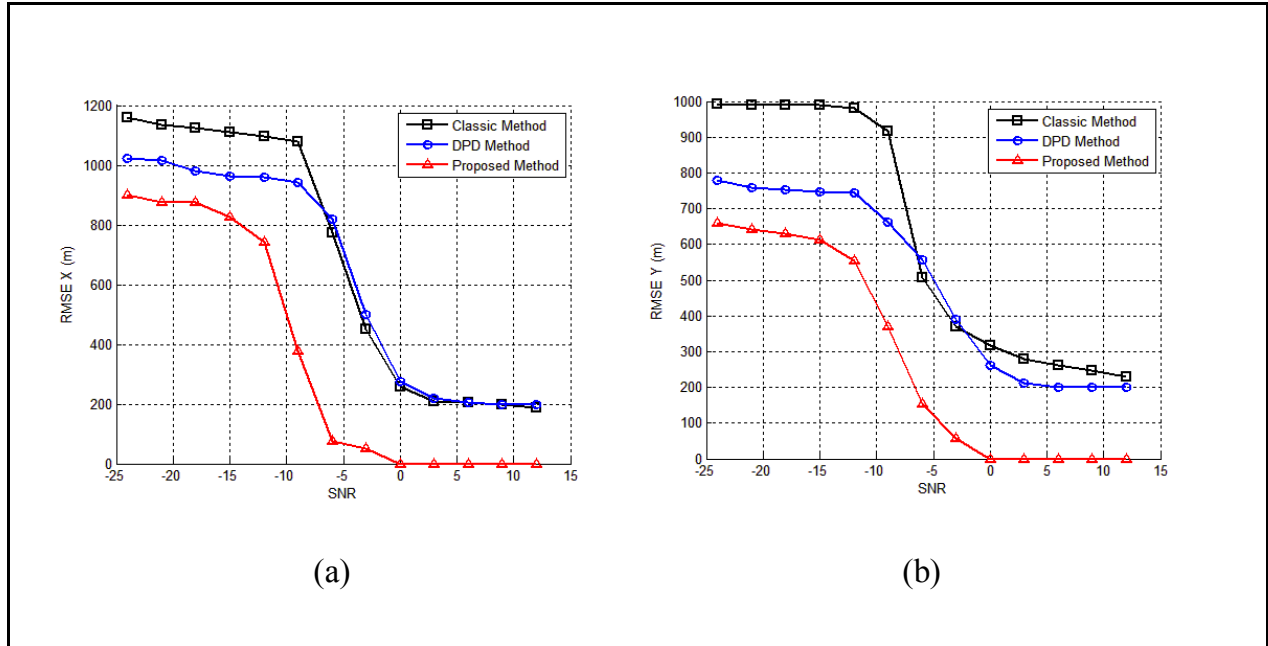 1200
1000
800
600
400
200
0
RMSE X (m)
-25 -20 -15 -10 -5 0 5 10 15
SNR
Classic Method
DPD Method
Proposed Method
(a)
1000
900
800
700
600
500
400
300
200
100
0
RMSE Y (m)
-25 -20 -15 -10 -5 0 5 10 15
SNR
Classic Method
DPD Method
Proposed Method
(b)